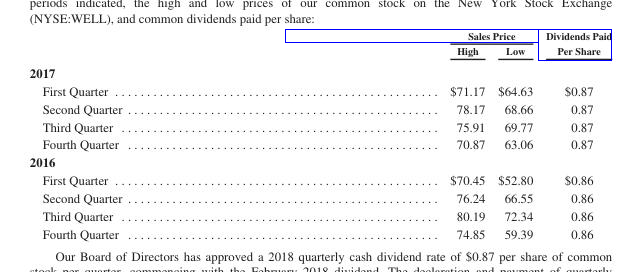 periods indicated, the high and low prices of our common stock on the New York Stock Exchange
(NYSE:WELL), and common dividends paid per share:
Sales Price Dividends Paid
High Low Per Share
2017
First Quarter . . . . . . . . . . . . . . . . . . . . . . . . . . . . . . . . . . . . . . . . . . . . . . . . . . $71.17 $64.63 $0.87
Second Quarter . . . . . . . . . . . . . . . . . . . . . . . . . . . . . . . . . . . . . . . . . . . . . . . . 78.17 68.66 0.87
Third Quarter . . . . . . . . . . . . . . . . . . . . . . . . . . . . . . . . . . . . . . . . . . . . . . . . . 75.91 69.77 0.87
Fourth Quarter . . . . . . . . . . . . . . . . . . . . . . . . . . . . . . . . . . . . . . . . . . . . . . . . 70.87 63.06 0.87
2016
First Quarter . . . . . . . . . . . . . . . . . . . . . . . . . . . . . . . . . . . . . . . . . . . . . . . . . . $70.45 $52.80 $0.86
Second Quarter . . . . . . . . . . . . . . . . . . . . . . . . . . . . . . . . . . . . . . . . . . . . . . . . 76.24 66.55 0.86
Third Quarter . . . . . . . . . . . . . . . . . . . . . . . . . . . . . . . . . . . . . . . . . . . . . . . . . 80.19 72.34 0.86
Fourth Quarter . . . . . . . . . . . . . . . . . . . . . . . . . . . . . . . . . . . . . . . . . . . . . . . . 74.85 59.39 0.86
Our Board of Directors has approved a 2018 quarterly cash dividend rate of $0.87 per share of common
stock per quarter, commencing with the February 2018 dividend. The declaration and payment of quarterly